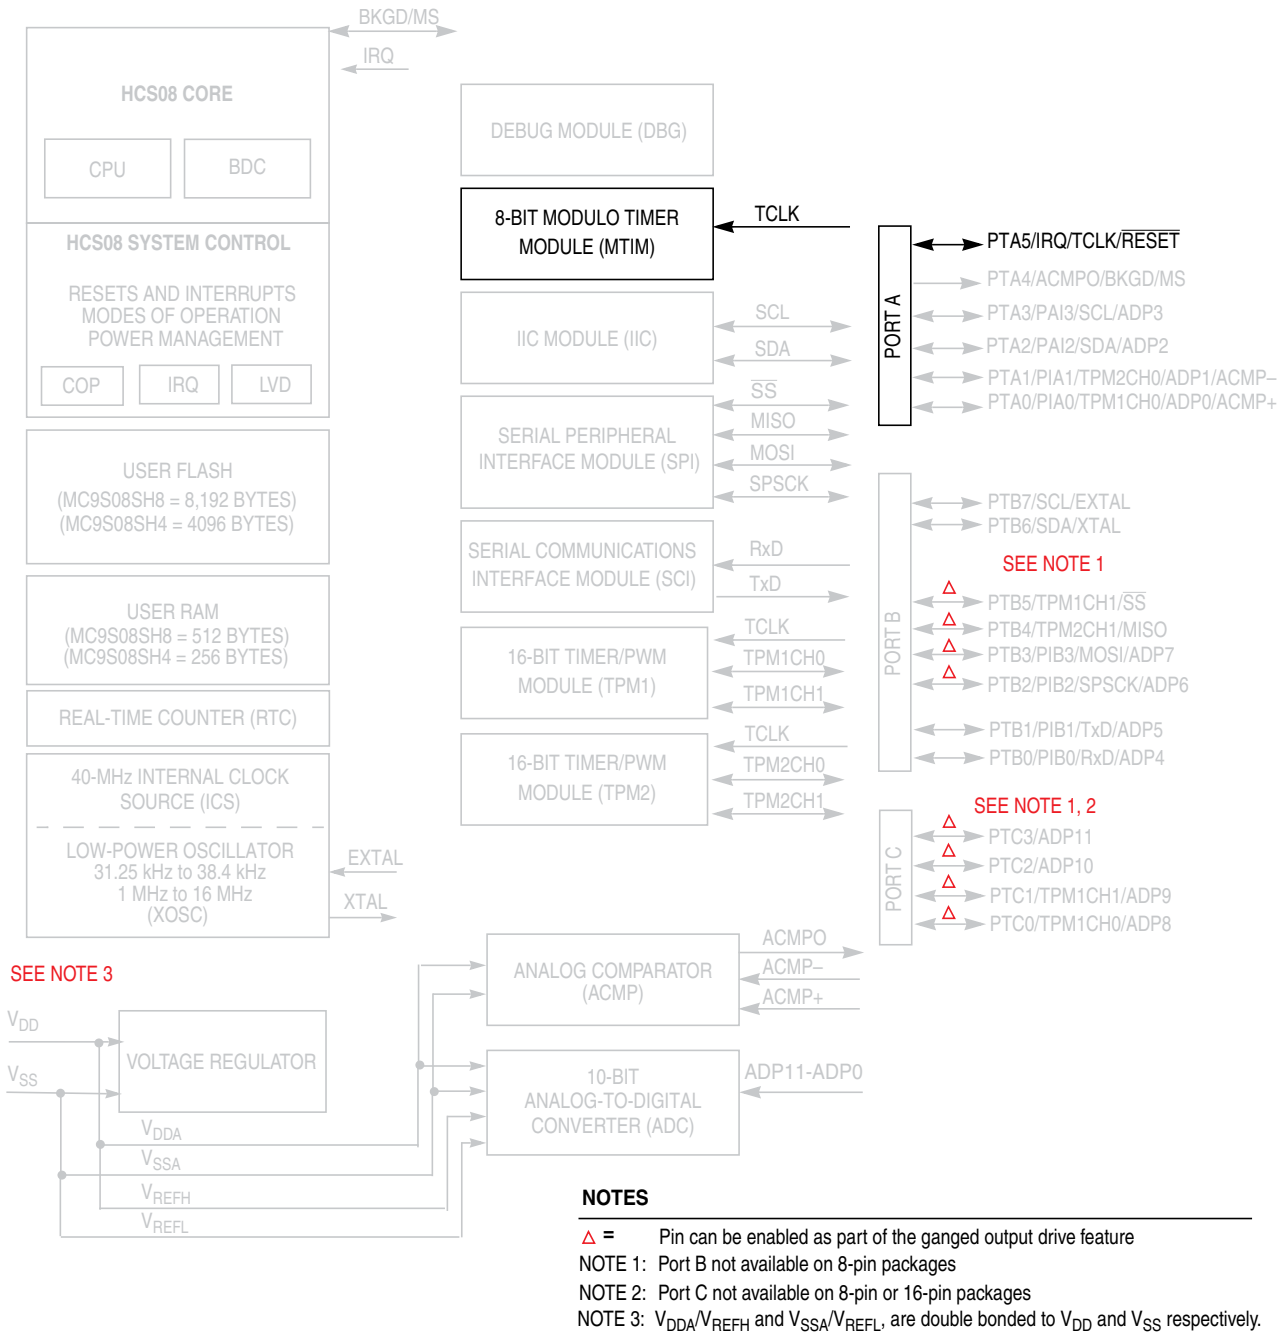 BKGD/MS
IRQ
HCS08 CORE
CPU
BDC
HCS08 SYSTEM CONTROL
RESETS AND INTERRUPTS
MODES OF OPERATION
POWER MANAGEMENT
COP
IRQ
LVD
USER FLASH
(MC9S08SH8 = 8,192 BYTES)
(MC9S08SH4 = 4096 BYTES)
USER RAM
(MC9S08SH8 = 512 BYTES)
(MC9S08SH4 = 256 BYTES)
REAL-TIME COUNTER (RTC)
40-MHz INTERNAL CLOCK
SOURCE (ICS)
LOW-POWER OSCILLATOR
31.25 kHz to 38.4 kHz
1 MHz to 16 MHz
(XOSC)
EXTAL
XTAL
SEE NOTE 3
VDD
VSS
VOLTAGE REGULATOR
VDDA
VSSA
VREFH
VREFL
DEBUG MODULE (DBG)
8-BIT MODULO TIMER
MODULE (MTIM)
TCLK
IIC MODULE (IIC)
SCL
SDA
SERIAL PERIPHERAL
INTERFACE MODULE (SPI)
SS
MISO
MOSI
SPSCK
SERIAL COMMUNICATIONS
INTERFACE MODULE (SCI)
RxD
TxD
16-BIT TIMER/PWM
MODULE (TPM1)
TCLK
TPM1CH0
TPM1CH1
16-BIT TIMER/PWM
MODULE (TPM2)
TCLK
TPM2CH0
TPM2CH1
ANALOG COMPARATOR
(ACMP)
ACMPO
ACMP–
ACMP+
10-BIT
ANALOG-TO-DIGITAL
CONVERTER (ADC)
ADP11-ADP0
PORT A
PTA5/IRQ/TCLK/RESET
PTA4/ACMPO/BKGD/MS
PTA3/PAI3/SCL/ADP3
PTA2/PAI2/SDA/ADP2
PTA1/PIA1/TPM2CH0/ADP1/ACMP–
PTA0/PIA0/TPM1CH0/ADP0/ACMP+
PORT B
PTB7/SCL/EXTAL
PTB6/SDA/XTAL
SEE NOTE 1
Δ PTB5/TPM1CH1/SS
Δ PTB4/TPM2CH1/MISO
Δ PTB3/PIB3/MOSI/ADP7
Δ PTB2/PIB2/SPSCK/ADP6
PTB1/PIB1/TxD/ADP5
PTB0/PIB0/RxD/ADP4
SEE NOTE 1, 2
PORT C
Δ PTC3/ADP11
Δ PTC2/ADP10
Δ PTC1/TPM1CH1/ADP9
Δ PTC0/TPM1CH0/ADP8
NOTES
Δ = Pin can be enabled as part of the ganged output drive feature
NOTE 1: Port B not available on 8-pin packages
NOTE 2: Port C not available on 8-pin or 16-pin packages
NOTE 3: VDDA/VREFH and VSSA/VREFL, are double bonded to VDD and VSS respectively.